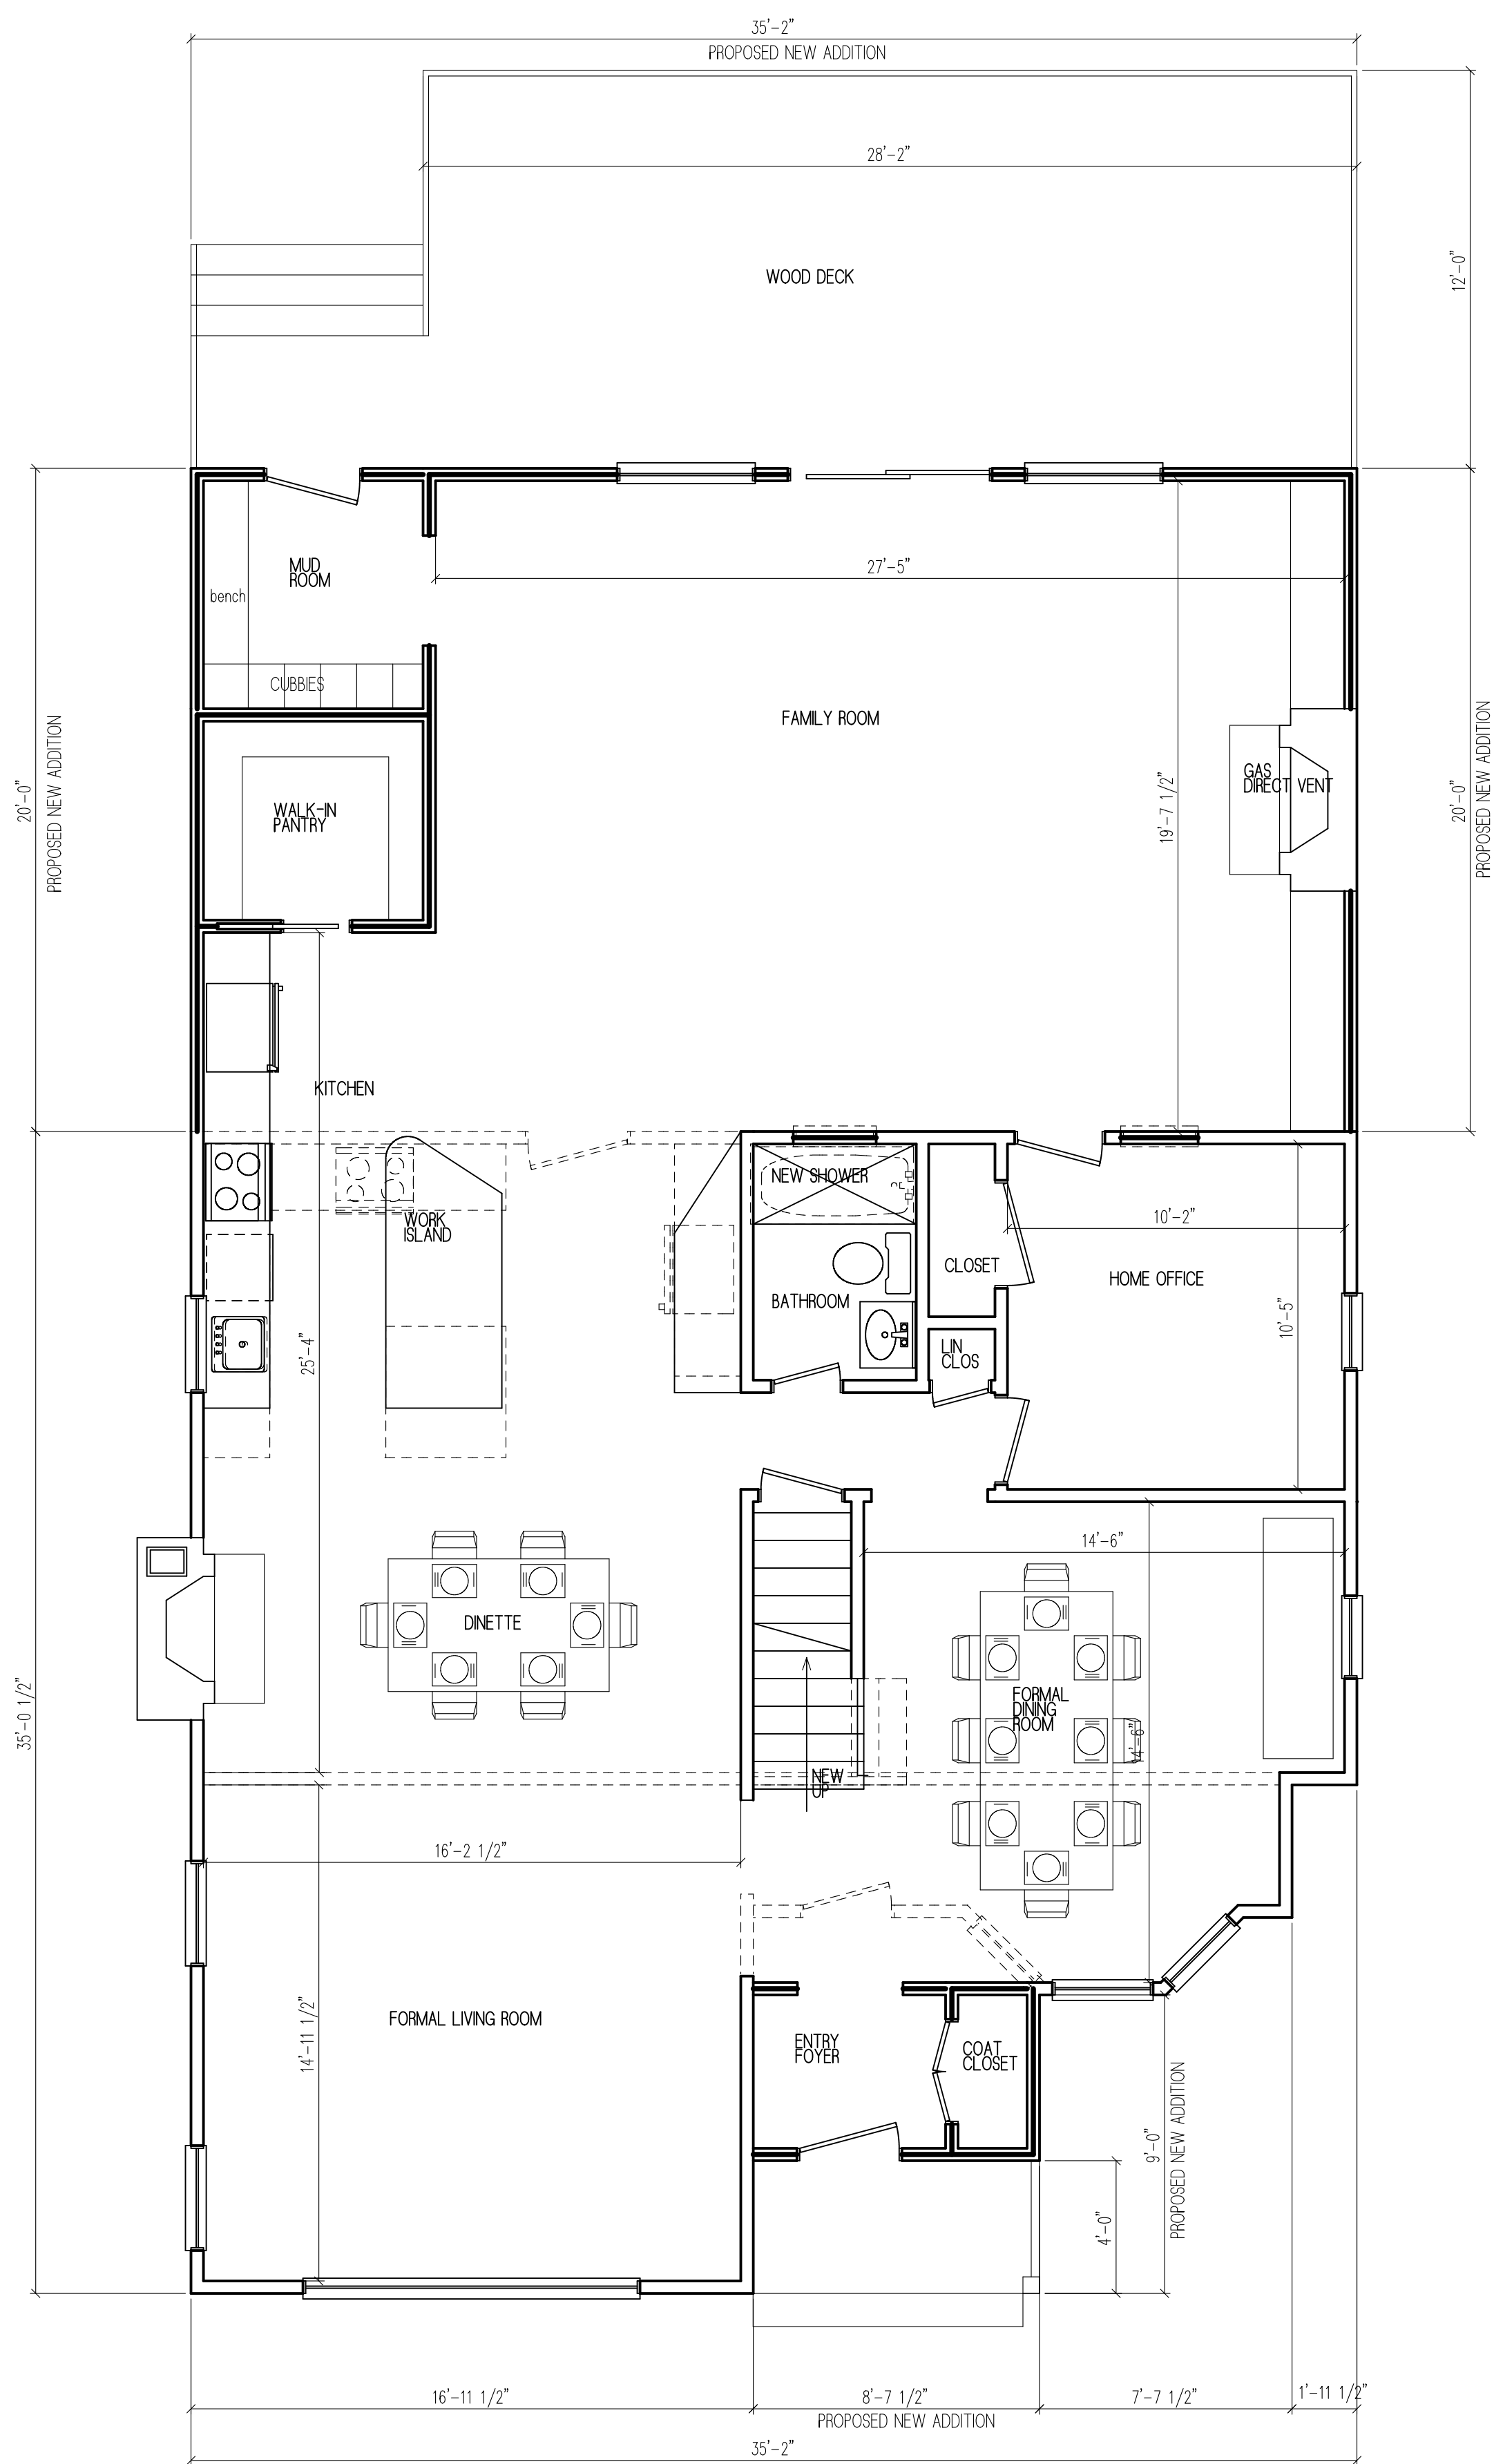 35'-2"
PROPOSED NEW ADDITION
28'-2"
WOOD DECK
12'-0"
MUD
ROOM
bench
27'-5"
CUBBIES
FAMILY ROOM
20'-0"
PROPOSED NEW ADDITION
WALK-IN
PANTRY
19'-7 1/2"
GAS
DIRECT VENT
20'-0"
PROPOSED NEW ADDITION
KITCHEN
NEW SHOWER
WORK
ISLAND
10'-2"
CLOSET
HOME OFFICE
BATHROOM
10'-5"
25'-4"
LIN
CLOS
14'-6"
DINETTE
FORMAL
DINING
ROOM
14'-6"
35'-0 1/2"
NEW
UP
16'-2 1/2"
14'-11 1/2"
FORMAL LIVING ROOM
ENTRY
FOYER
COAT
CLOSET
9'-0"
PROPOSED NEW ADDITION
4'-0"
16'-11 1/2"
8'-7 1/2"
7'-7 1/2"
1'-11 1/2"
PROPOSED NEW ADDITION
35'-2"